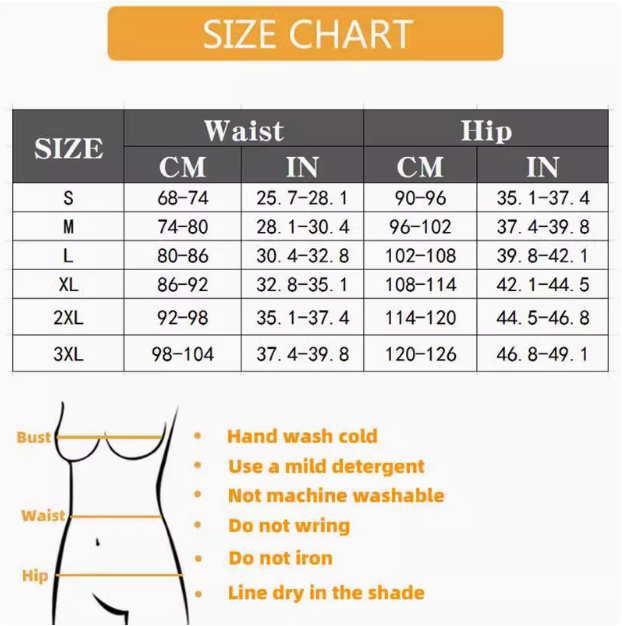 SIZE CHART
SIZE Waist Hip
CM IN CM IN
S 68-74 25.7-28.1 90-96 35.1-37.4
M 74-80 28.1-30.4 96-102 37.4-39.8
L 80-86 30.4-32.8 102-108 39.8-42.1
XL 86-92 32.8-35.1 108-114 42.1-44.5
2XL 92-98 35.1-37.4 114-120 44.5-46.8
3XL 98-104 37.4-39.8 120-126 46.8-49.1
Bust
Waist
Hip
• Hand wash cold
• Use a mild detergent
• Not machine washable
• Do not wring
• Do not iron
• Line dry in the shade